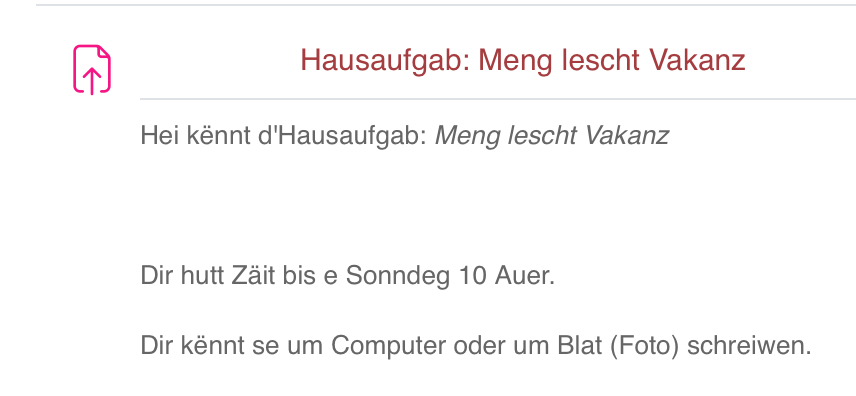 Hausaufgab: Meng lescht Vakanz
Hei kënnt d'Hausaufgab: Meng lescht Vakanz
Dir hutt Zäit bis e Sonndeg 10 Auer.
Dir kënnt se um Computer oder um Blat (Foto) schreiwen.